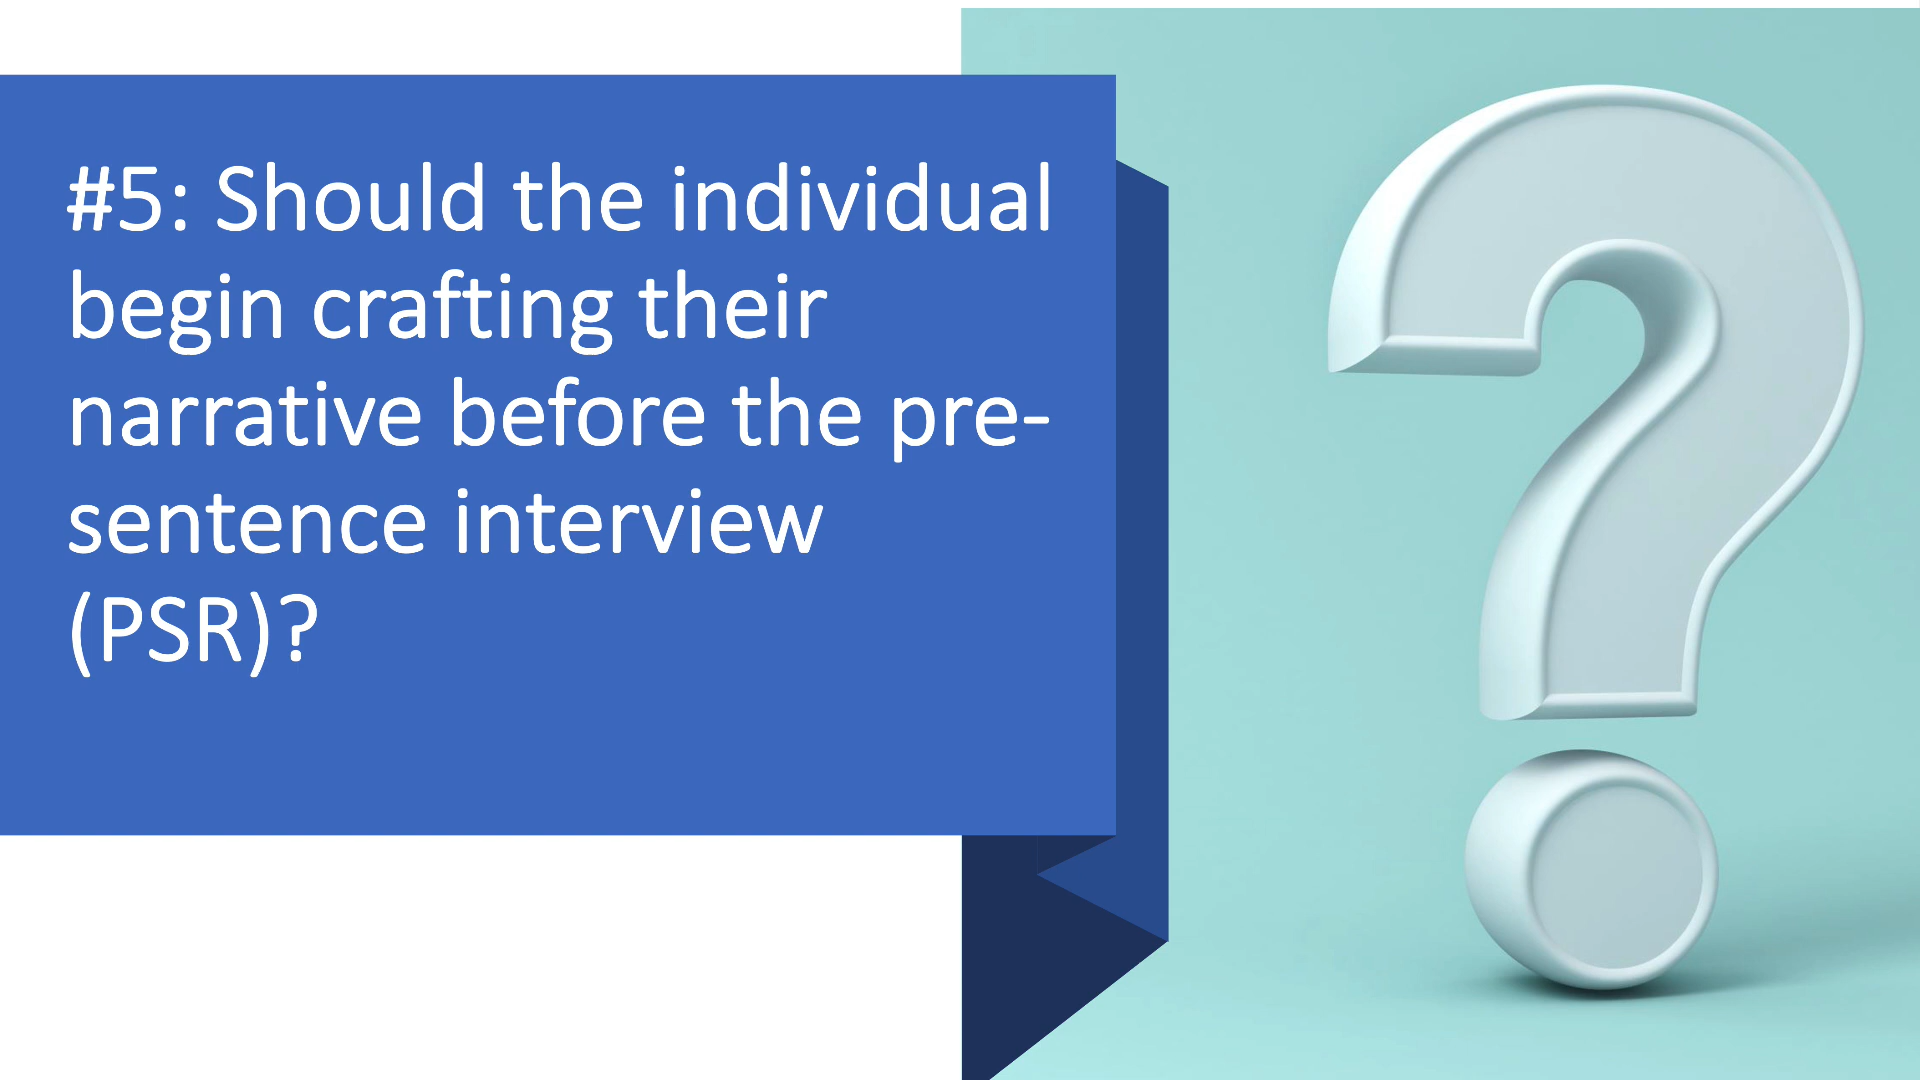 #5: Should the individual
begin crafting their
narrative before the pre-
sentence interview
(PSR)?